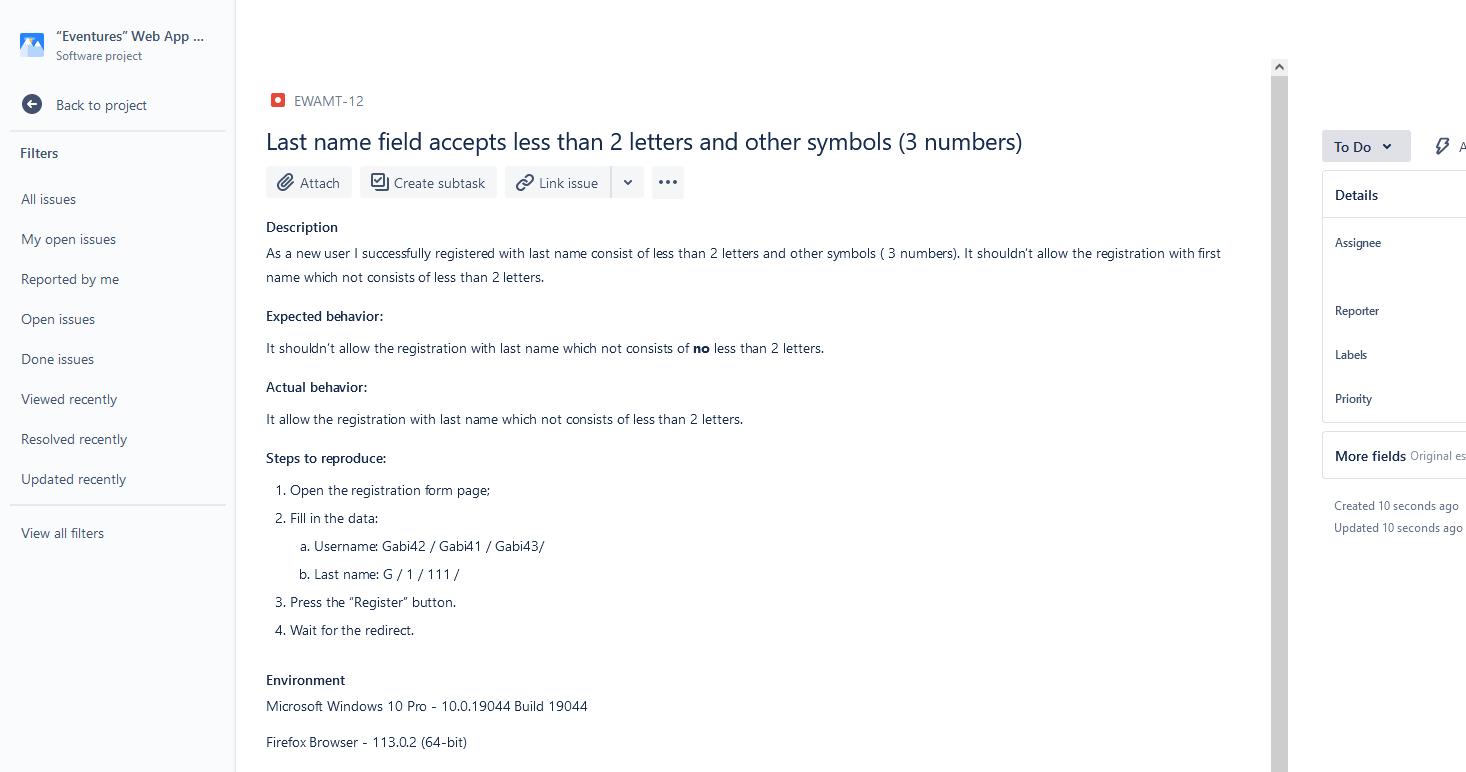 “Eventures” Web App ...
Software project
Back to project
Filters
All issues
My open issues
Reported by me
Open issues
Done issues
Viewed recently
Resolved recently
Updated recently
View all filters
EWAMT-12
Last name field accepts less than 2 letters and other symbols (3 numbers)
Attach
Create subtask
Link issue
Description
As a new user I successfully registered with last name consist of less than 2 letters and other symbols ( 3 numbers). It shouldn’t allow the registration with first
name which not consists of less than 2 letters.
Expected behavior:
It shouldn’t allow the registration with last name which not consists of no less than 2 letters.
Actual behavior:
It allow the registration with last name which not consists of less than 2 letters.
Steps to reproduce:
1. Open the registration form page;
2. Fill in the data:
a. Username: Gabi42 / Gabi41 / Gabi43/
b. Last name: G / 1 / 111 /
3. Press the “Register” button.
4. Wait for the redirect.
Environment
Microsoft Windows 10 Pro - 10.0.19044 Build 19044
Firefox Browser - 113.0.2 (64-bit)
To Do
Details
Assignee
Reporter
Labels
Priority
More fields Original es
Created 10 seconds ago
Updated 10 seconds ago